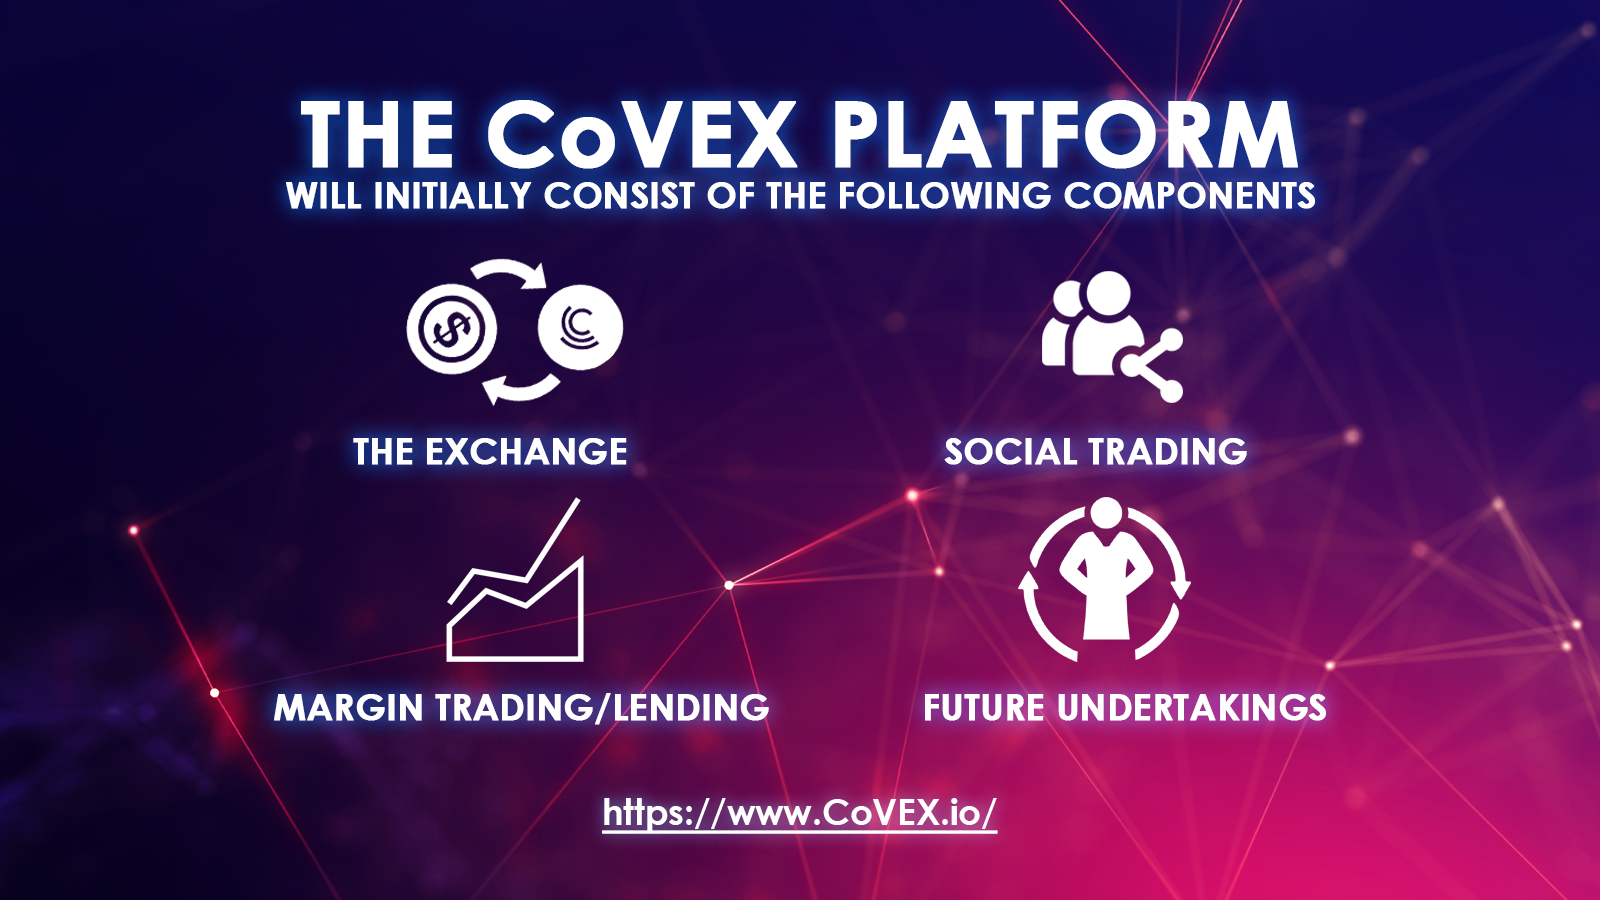 THE CoVEX PLATFORM
WILL INITIALLY CONSIST OF THE FOLLOWING COMPONENTS
THE EXCHANGE
SOCIAL TRADING
MARGIN TRADING/LENDING
FUTURE UNDERTAKINGS
https://www.CoVEX.io/